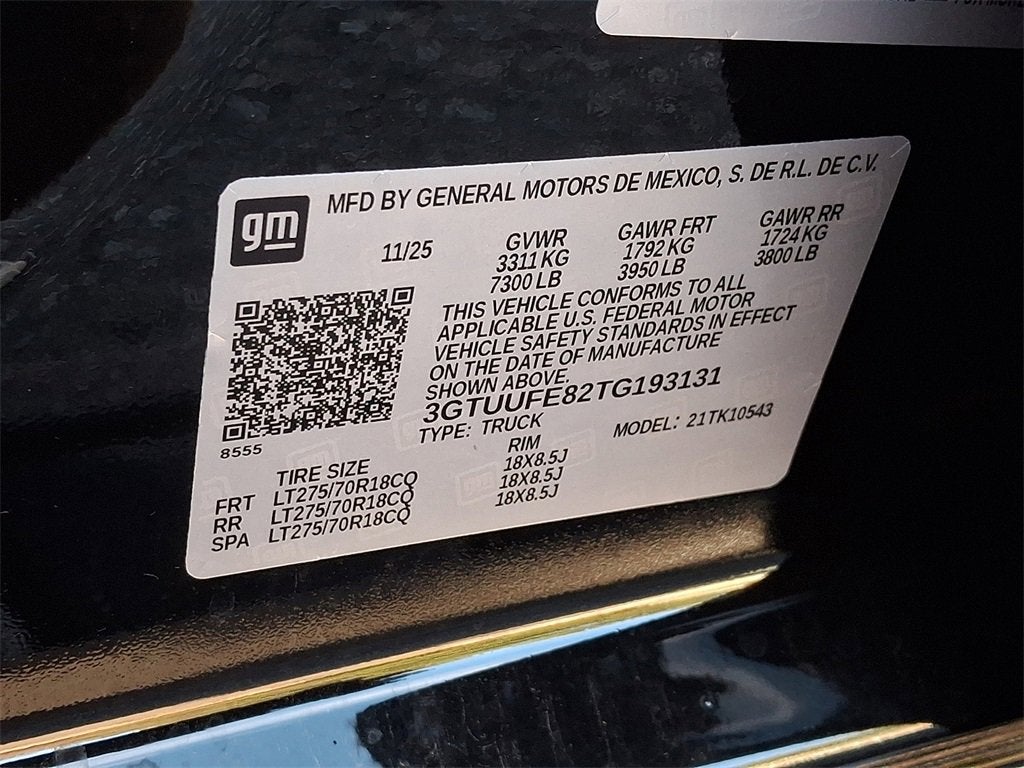 gm
MFD BY GENERAL MOTORS DE MEXICO, S. DE R.L. DE C.V.
11/25 GVWR GAWR FRT GAWR RR
3311 KG 1792 KG 1724 KG
7300 LB 3950 LB 3800 LB
THIS VEHICLE CONFORMS TO ALL
APPLICABLE U.S. FEDERAL MOTOR
VEHICLE SAFETY STANDARDS IN EFFECT
ON THE DATE OF MANUFACTURE
SHOWN ABOVE.
3GTUUFE82TG193131
TYPE: TRUCK MODEL: 21TK10543
8555
TIRE SIZE RIM
FRT LT275/70R18CQ 18X8.5J
RR LT275/70R18CQ 18X8.5J
SPA LT275/70R18CQ 18X8.5J